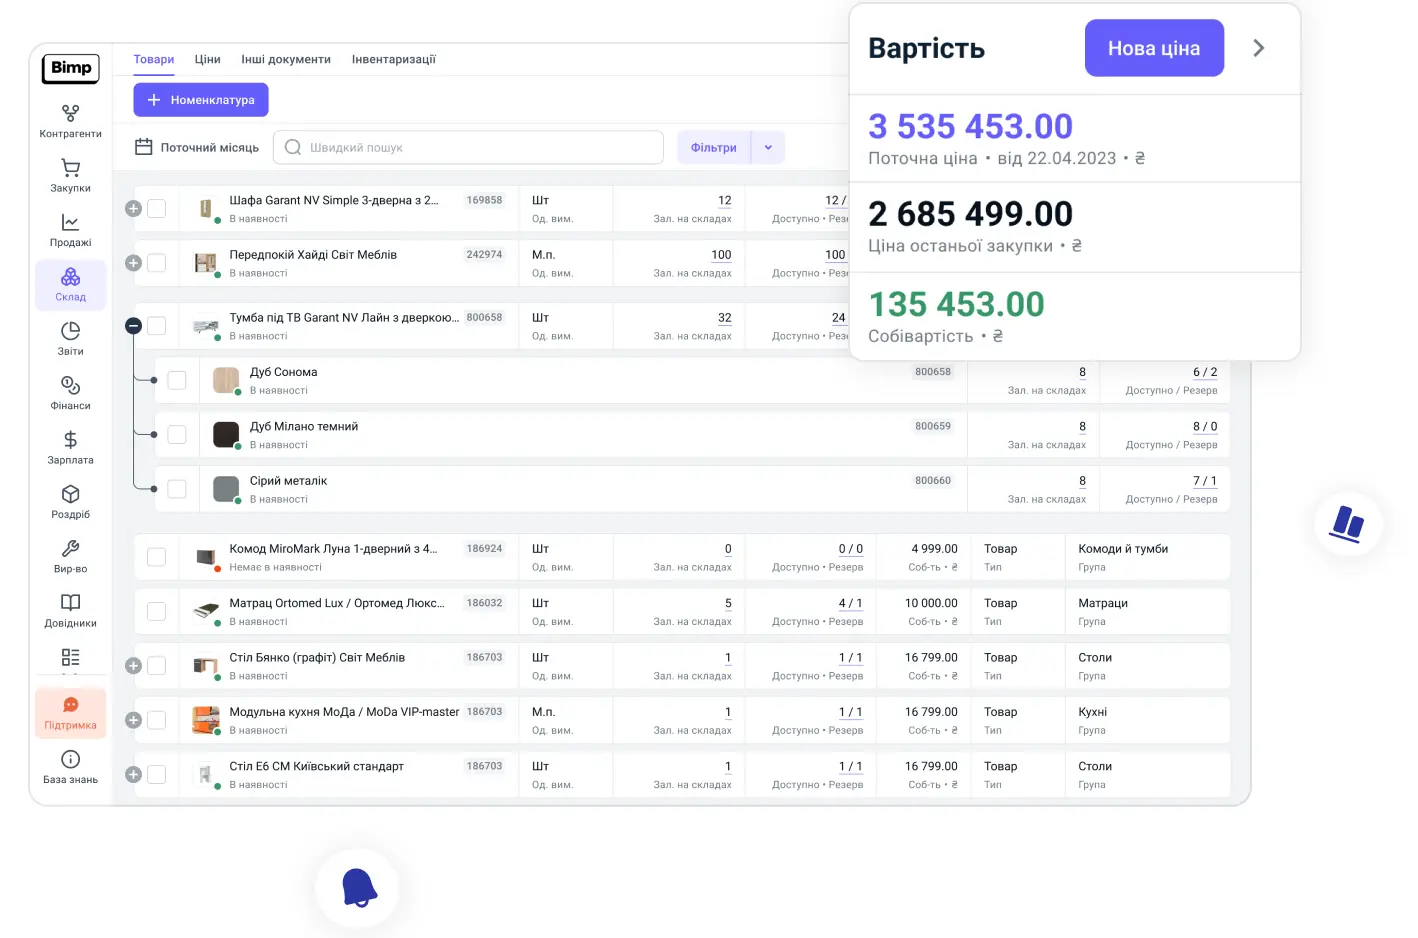 Bimp
Контрагенти
Закупки
Продажі
Склад
Звіти
Фінанси
Зарплата
Роздріб
Вир-во
Довідники
Підтримка
База знань
Товари Ціни Інші документи Інвентаризації
Номенклатура
Поточний місяць Швидкий пошук Фільтри
Шафа Garant NV Simple 3-дверна з 2... 169858 Шт 12 12 /
В наявності Од. вим. Зал. на складах Доступно • Резе
Передпокій Хайді Світ Меблів 242974 М.п. 100 100
В наявності Од. вим. Зал. на складах Доступно • Резе
Тумба під ТВ Garant NV Лайн з дверкою... 800658 Шт 32 24
В наявності Од. вим. Зал. на складах Доступно • Резе
Дуб Сонома 800658 8 6 / 2
В наявності Зал. на складах Доступно / Резерв
Дуб Мілано темний 800659 8 8 / 0
В наявності Зал. на складах Доступно / Резерв
Сірий металік 800660 8 7 / 1
В наявності Зал. на складах Доступно / Резерв
Комод MiroMark Луна 1-дверний з 4... 186924 Шт 0 0 / 0 4 999.00 Товар Комоди й тумби
Немає в наявності Од. вим. Зал. на складах Доступно • Резерв Соб-ть • ₴ Тип Група
Матрац Ortomed Lux / Ортомед Люкс... 186032 Шт 5 4 / 1 10 000.00 Товар Матраци
В наявності Од. вим. Зал. на складах Доступно • Резерв Соб-ть • ₴ Тип Група
Стіл Бянко (графіт) Світ Меблів 186703 Шт 1 1 / 1 16 799.00 Товар Столи
В наявності Од. вим. Зал. на складах Доступно • Резерв Соб-ть • ₴ Тип Група
Модульна кухня МоДа / MoDa VIP-master 186703 М.п. 1 1 / 1 16 799.00 Товар Кухні
В наявності Од. вим. Зал. на складах Доступно • Резерв Соб-ть • ₴ Тип Група
Стіл Е6 СМ Київський стандарт 186703 Шт 1 1 / 1 16 799.00 Товар Столи
В наявності Од. вим. Зал. на складах Доступно • Резерв Соб-ть • ₴ Тип Група
Вартість Нова ціна
3 535 453.00
Поточна ціна • від 22.04.2023 • ₴
2 685 499.00
Ціна останьої закупки • ₴
135 453.00
Собівартість • ₴